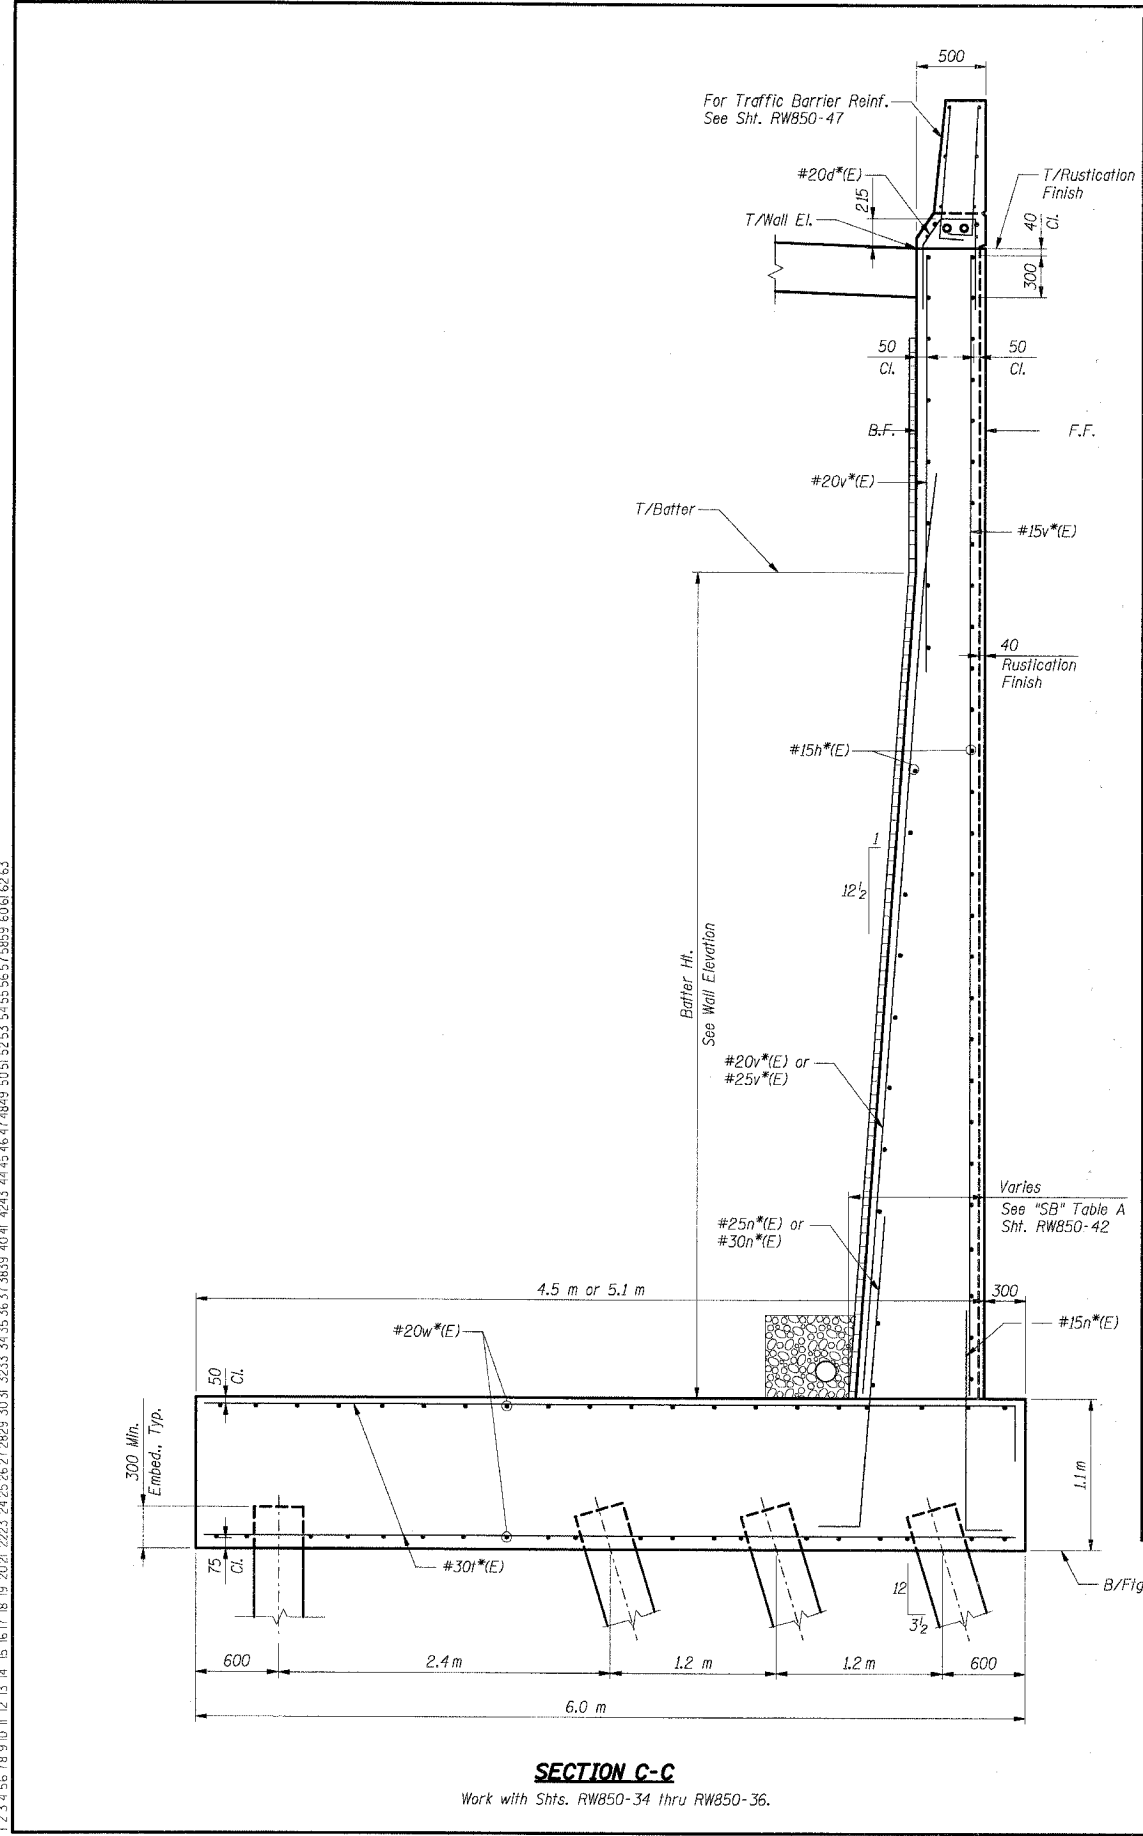 500
For Traffic Barrier Reinf.
See Sht. RW850-47
#20d*(E)
215
T/Rustication
Finish
T/Wall El.
40
Cl.
300
50
Cl.
50
Cl.
B.F.
F.F.
#20v*(E)
T/Batter
#15v*(E)
40
Rustication
Finish
#15h*(E)
1
12½
Batter Ht.
See Wall Elevation
#20v*(E) or
#25v*(E)
Varies
See "SB" Table A
Sht. RW850-42
#25n*(E) or
#30n*(E)
4.5 m or 5.1 m
300
#20w*(E)
#15n*(E)
50
Cl.
300 Min.
Embed., Typ.
1.1 m
75
Cl.
#30t*(E)
12
3½
B/Ftg
600
2.4 m
1.2 m
1.2 m
600
6.0 m
SECTION C-C
Work with Shts. RW850-34 thru RW850-36.